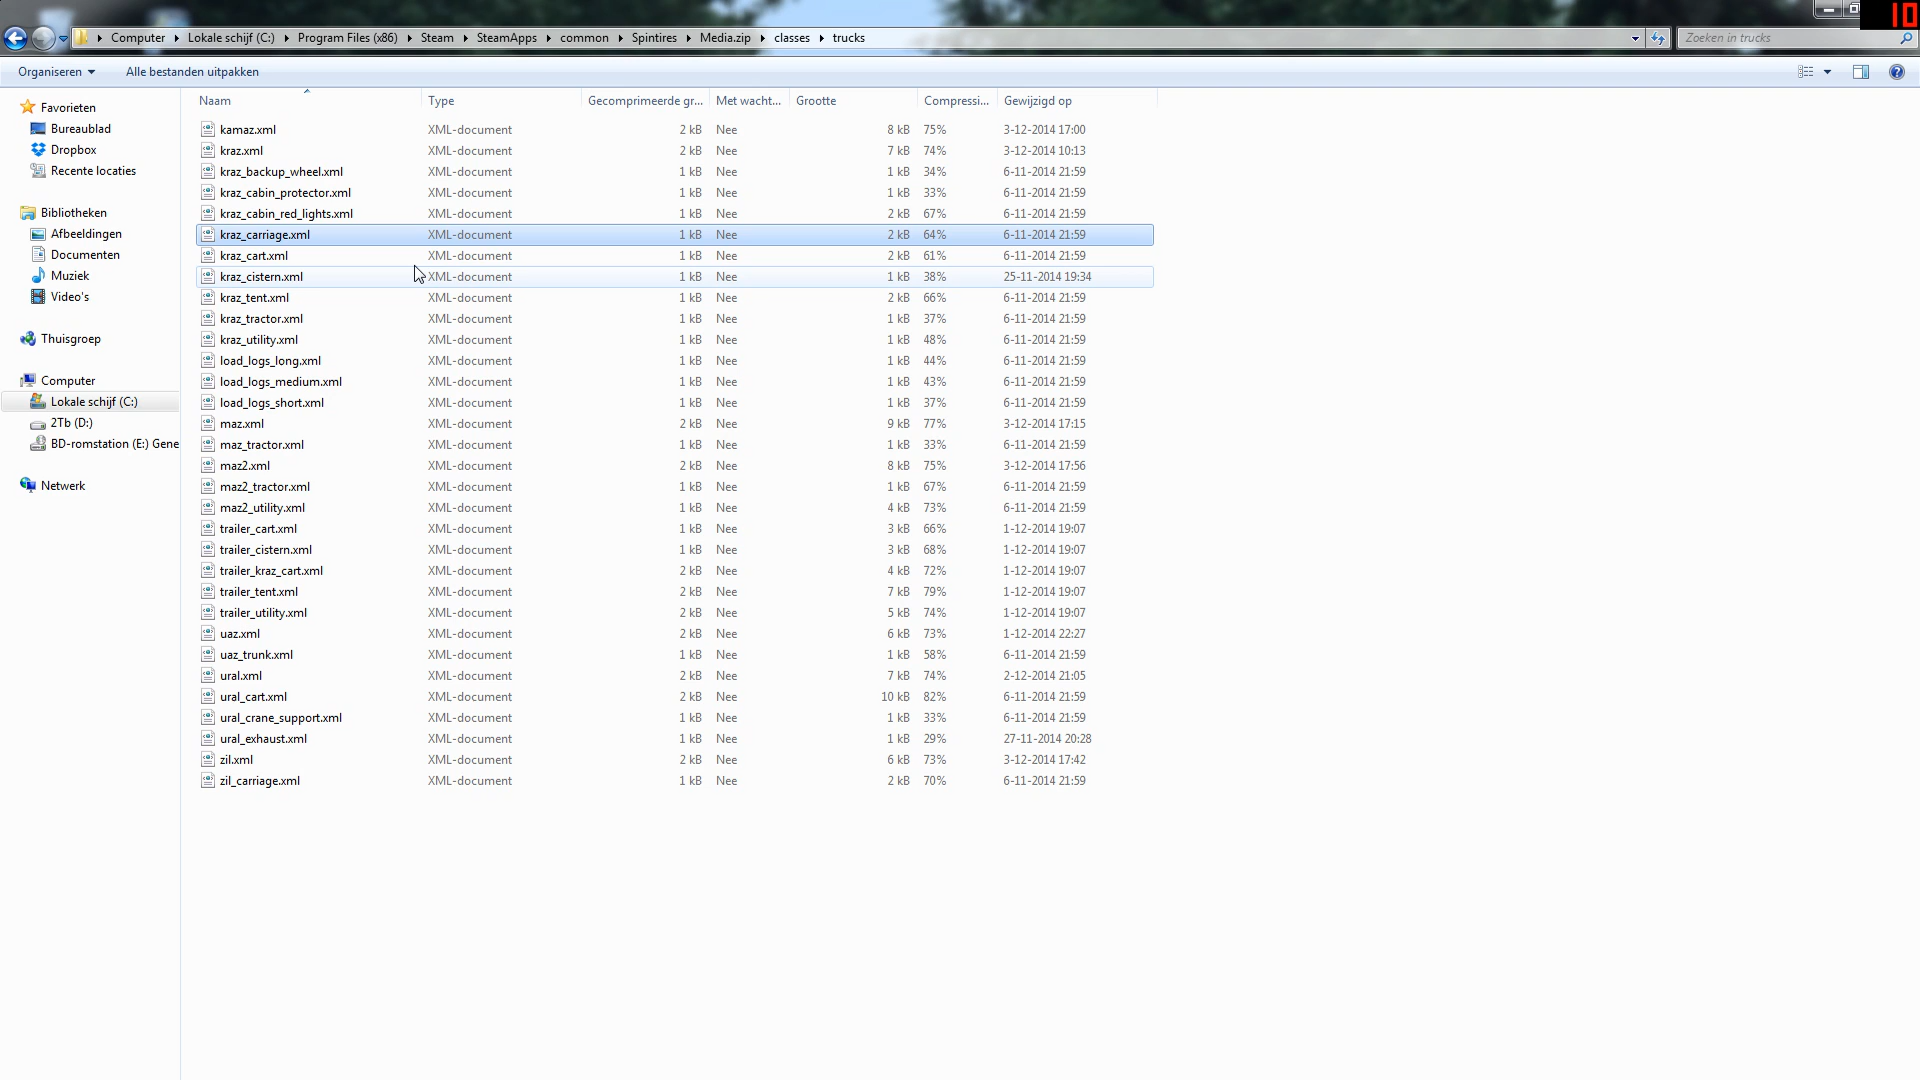 10
Computer Lokale schijf (C:) Program Files (x86) Steam SteamApps common Spintires Media.zip classes trucks Zoeken in trucks
Organiseren Alle bestanden uitpakken
Favorieten
Bureaublad
Dropbox
Recente locaties
Bibliotheken
Afbeeldingen
Documenten
Muziek
Video's
Thuisgroep
Computer
Lokale schijf (C:)
2Tb (D:)
BD-romstation (E:) Gene
Netwerk
Naam Type Gecomprimeerde gr... Met wacht... Grootte Compressi... Gewijzigd op
kamaz.xml XML-document 2 kB Nee 8 kB 75% 3-12-2014 17:00
kraz.xml XML-document 2 kB Nee 7 kB 74% 3-12-2014 10:13
kraz_backup_wheel.xml XML-document 1 kB Nee 1 kB 34% 6-11-2014 21:59
kraz_cabin_protector.xml XML-document 1 kB Nee 1 kB 33% 6-11-2014 21:59
kraz_cabin_red_lights.xml XML-document 1 kB Nee 2 kB 67% 6-11-2014 21:59
kraz_carriage.xml XML-document 1 kB Nee 2 kB 64% 6-11-2014 21:59
kraz_cart.xml XML-document 1 kB Nee 2 kB 61% 6-11-2014 21:59
kraz_cistern.xml XML-document 1 kB Nee 1 kB 38% 25-11-2014 19:34
kraz_tent.xml XML-document 1 kB Nee 2 kB 66% 6-11-2014 21:59
kraz_tractor.xml XML-document 1 kB Nee 1 kB 37% 6-11-2014 21:59
kraz_utility.xml XML-document 1 kB Nee 1 kB 48% 6-11-2014 21:59
load_logs_long.xml XML-document 1 kB Nee 1 kB 44% 6-11-2014 21:59
load_logs_medium.xml XML-document 1 kB Nee 1 kB 43% 6-11-2014 21:59
load_logs_short.xml XML-document 1 kB Nee 1 kB 37% 6-11-2014 21:59
maz.xml XML-document 2 kB Nee 9 kB 77% 3-12-2014 17:15
maz_tractor.xml XML-document 1 kB Nee 1 kB 33% 6-11-2014 21:59
maz2.xml XML-document 2 kB Nee 8 kB 75% 3-12-2014 17:56
maz2_tractor.xml XML-document 1 kB Nee 1 kB 67% 6-11-2014 21:59
maz2_utility.xml XML-document 1 kB Nee 4 kB 73% 6-11-2014 21:59
trailer_cart.xml XML-document 1 kB Nee 3 kB 66% 1-12-2014 19:07
trailer_cistern.xml XML-document 1 kB Nee 3 kB 68% 1-12-2014 19:07
trailer_kraz_cart.xml XML-document 2 kB Nee 4 kB 72% 1-12-2014 19:07
trailer_tent.xml XML-document 2 kB Nee 7 kB 79% 1-12-2014 19:07
trailer_utility.xml XML-document 2 kB Nee 5 kB 74% 1-12-2014 19:07
uaz.xml XML-document 2 kB Nee 6 kB 73% 1-12-2014 22:27
uaz_trunk.xml XML-document 1 kB Nee 1 kB 58% 6-11-2014 21:59
ural.xml XML-document 2 kB Nee 7 kB 74% 2-12-2014 21:05
ural_cart.xml XML-document 2 kB Nee 10 kB 82% 6-11-2014 21:59
ural_crane_support.xml XML-document 1 kB Nee 1 kB 33% 6-11-2014 21:59
ural_exhaust.xml XML-document 1 kB Nee 1 kB 29% 27-11-2014 20:28
zil.xml XML-document 2 kB Nee 6 kB 73% 3-12-2014 17:42
zil_carriage.xml XML-document 1 kB Nee 2 kB 70% 6-11-2014 21:59